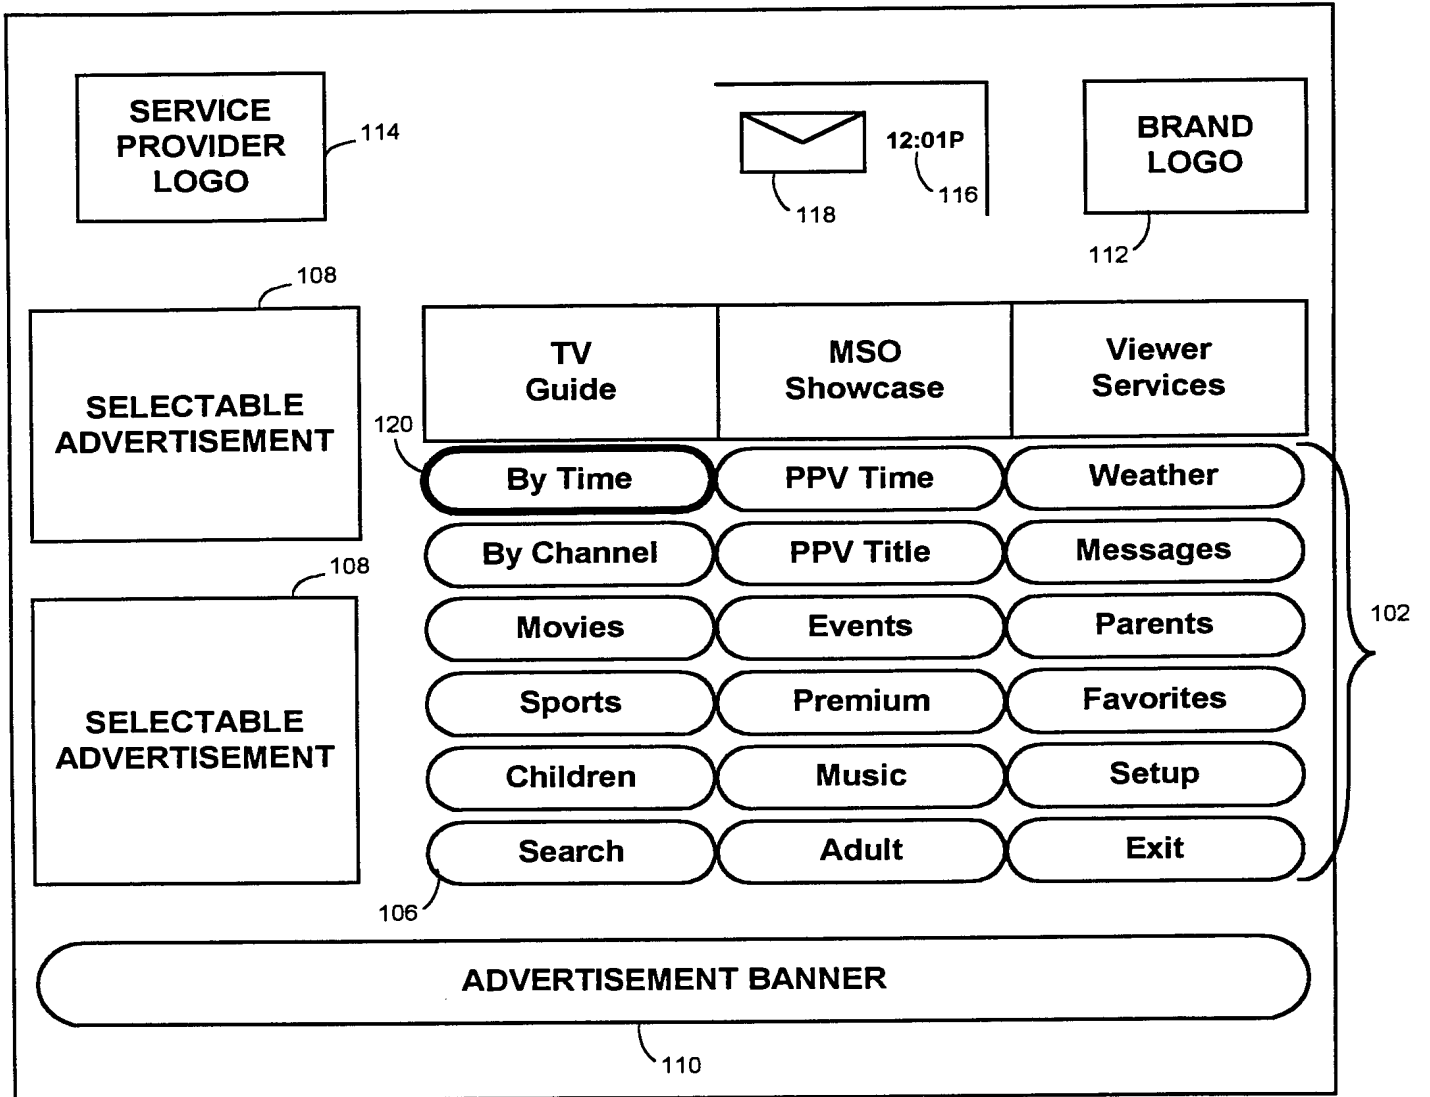 SERVICE
PROVIDER
LOGO
114
12:01P
116
118
BRAND
LOGO
112
108
SELECTABLE
ADVERTISEMENT
108
SELECTABLE
ADVERTISEMENT
TV
Guide
MSO
Showcase
Viewer
Services
120
By Time
PPV Time
Weather
By Channel
PPV Title
Messages
Movies
Events
Parents
Sports
Premium
Favorites
Children
Music
Setup
Search
Adult
Exit
102
106
ADVERTISEMENT BANNER
110